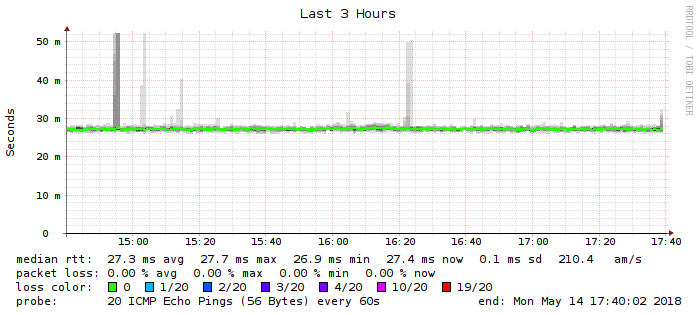 Last 3 Hours
RRDTOOL / TOBI OETIKER
Seconds
50 m
40 m
30 m
20 m
10 m
0
15:00 15:20 15:40 16:00 16:20 16:40 17:00 17:20 17:40
median rtt: 27.3 ms avg 27.7 ms max 26.9 ms min 27.4 ms now 0.1 ms sd 210.4 am/s
packet loss: 0.00 % avg 0.00 % max 0.00 % min 0.00 % now
loss color: 0 1/20 2/20 3/20 4/20 10/20 19/20
probe: 20 ICMP Echo Pings (56 Bytes) every 60s end: Mon May 14 17:40:02 2018